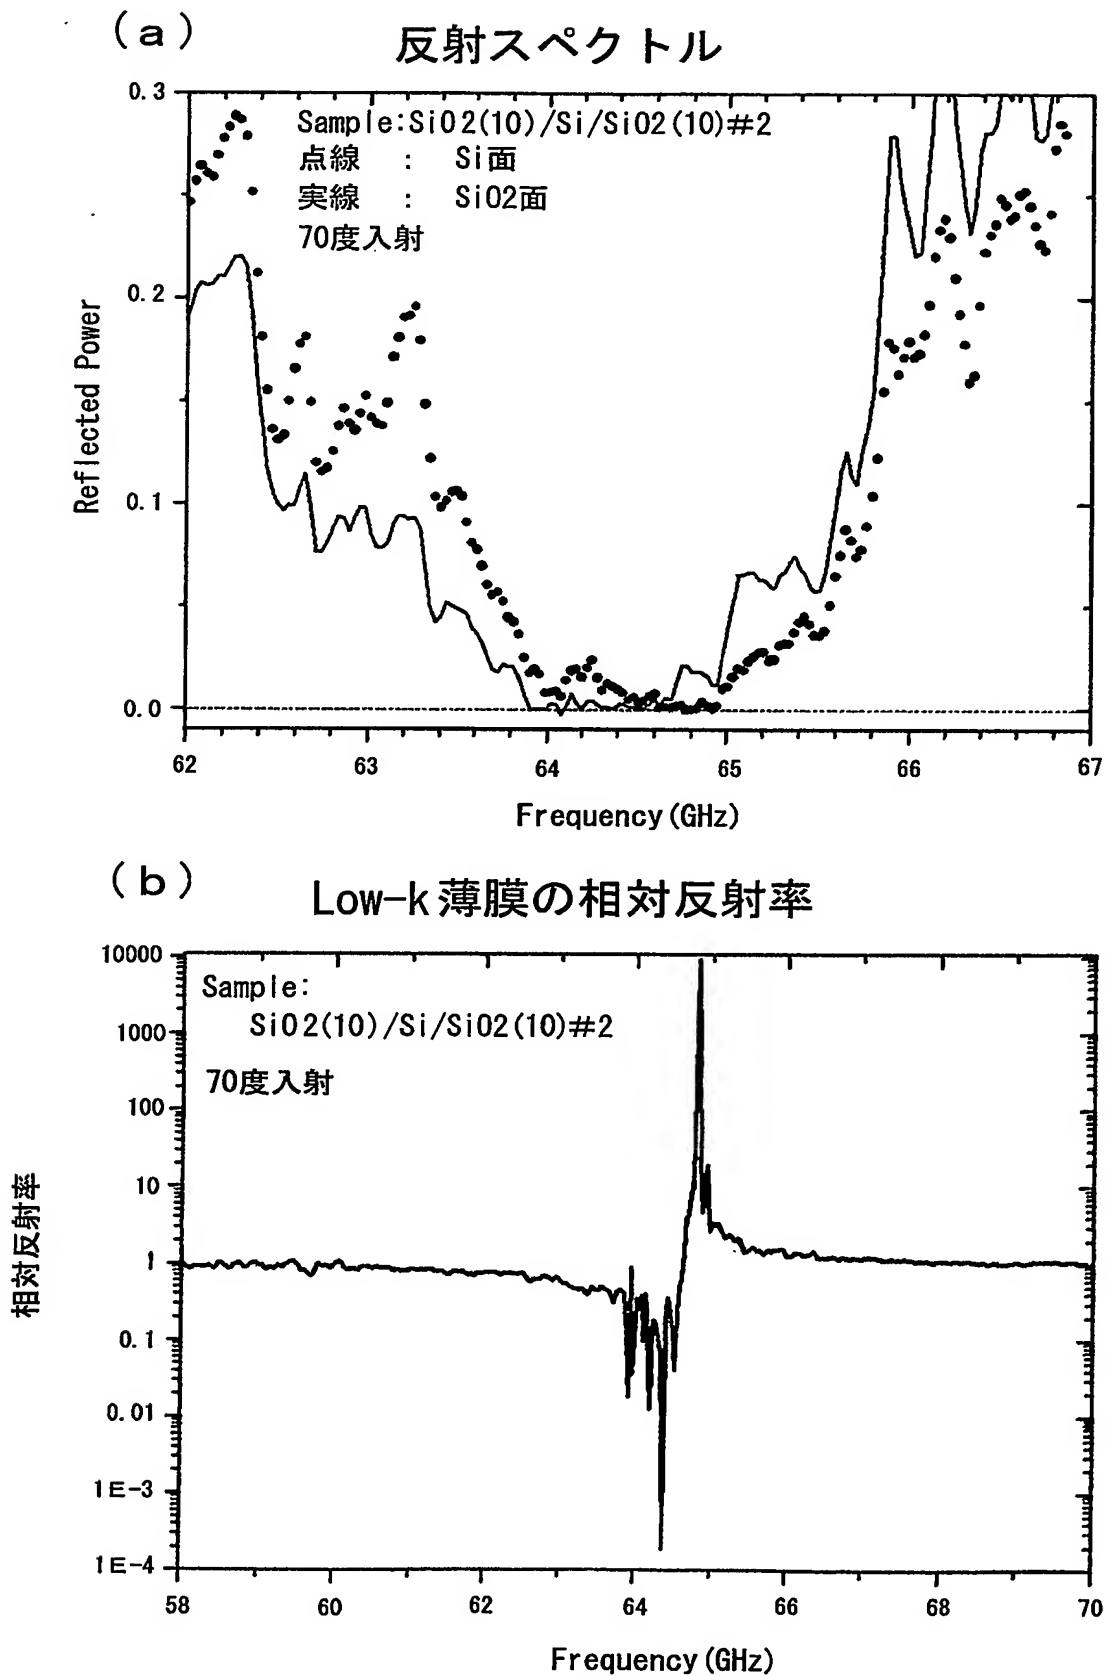 (a)
反射スペクトル
0.3
Sample:SiO2(10)/Si/SiO2(10)#2
点線 : Si面
実線 : SiO2面
70度入射
0.2
0.1
0.0
Reflected Power
62 63 64 65 66 67
Frequency(GHz)
(b)
Low-k薄膜の相対反射率
10000
Sample:
SiO2(10)/Si/SiO2(10)#2
1000
70度入射
100
10
1
0.1
0.01
1E-3
1E-4
相対反射率
58 60 62 64 66 68 70
Frequency(GHz)